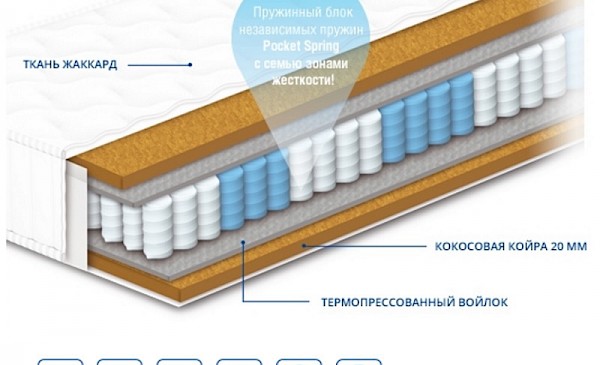 Пружинный блок
независимых пружин
Pocket Spring
с семью зонами
жесткости!
ТКАНЬ ЖАККАРД
КОКОСОВАЯ КОЙРА 20 ММ
ТЕРМОПРЕССОВАННЫЙ ВОЙЛОК